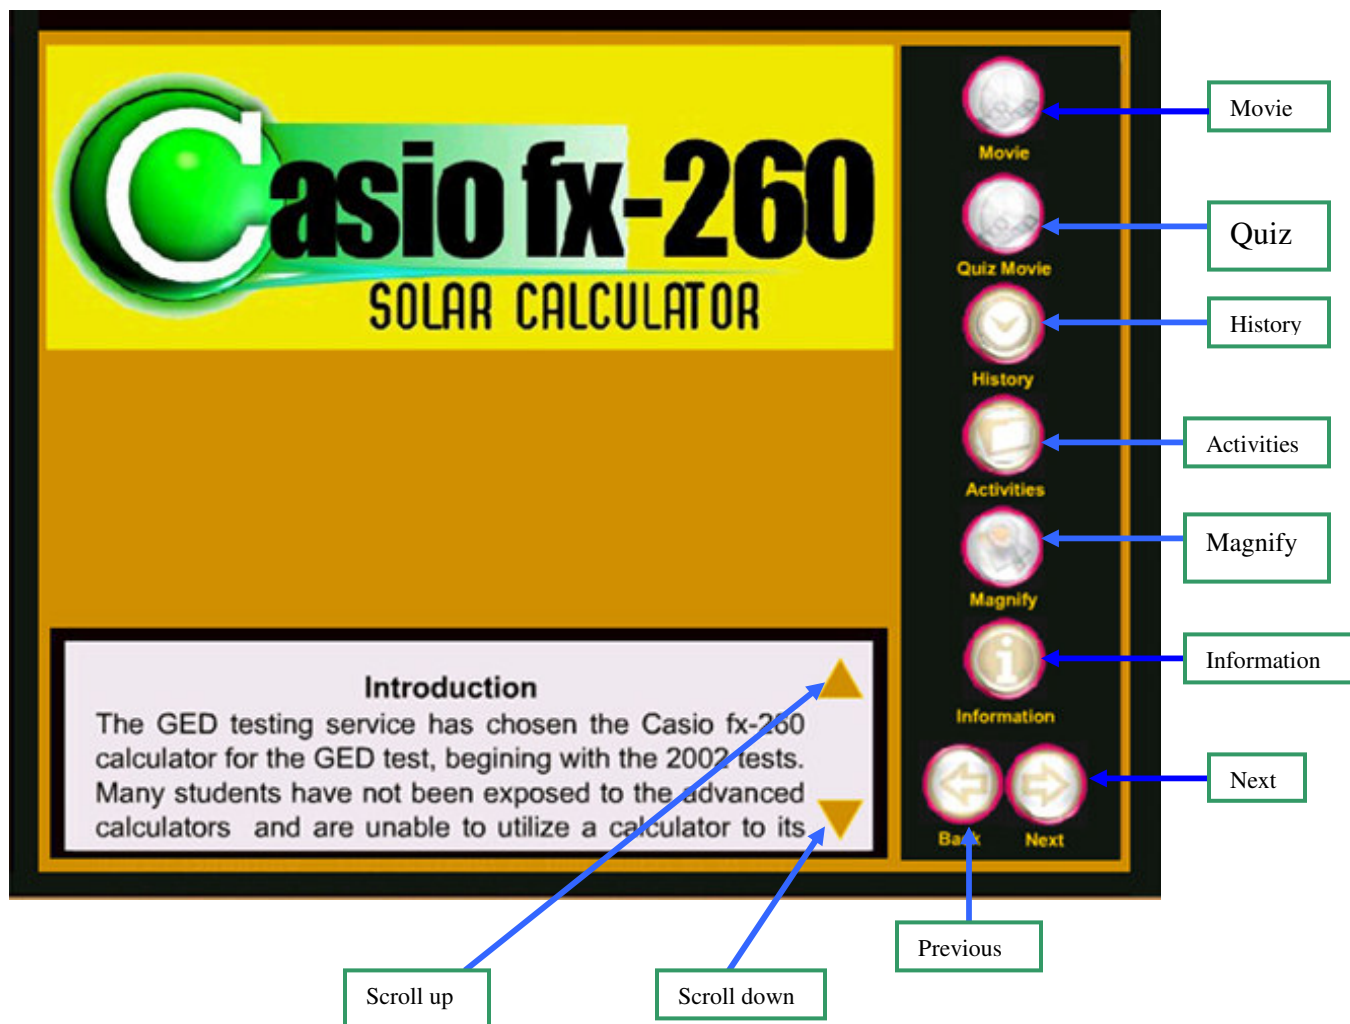 Casio fx-260
SOLAR CALCULATOR
Introduction
The GED testing service has chosen the Casio fx-260
calculator for the GED test, begining with the 2002 tests.
Many students have not been exposed to the advanced
calculators and are unable to utilize a calculator to its
Movie
Quiz Movie
History
Activities
Magnify
Information
Back Next
Movie
Quiz
History
Activities
Magnify
Information
Next
Previous
Scroll up
Scroll down